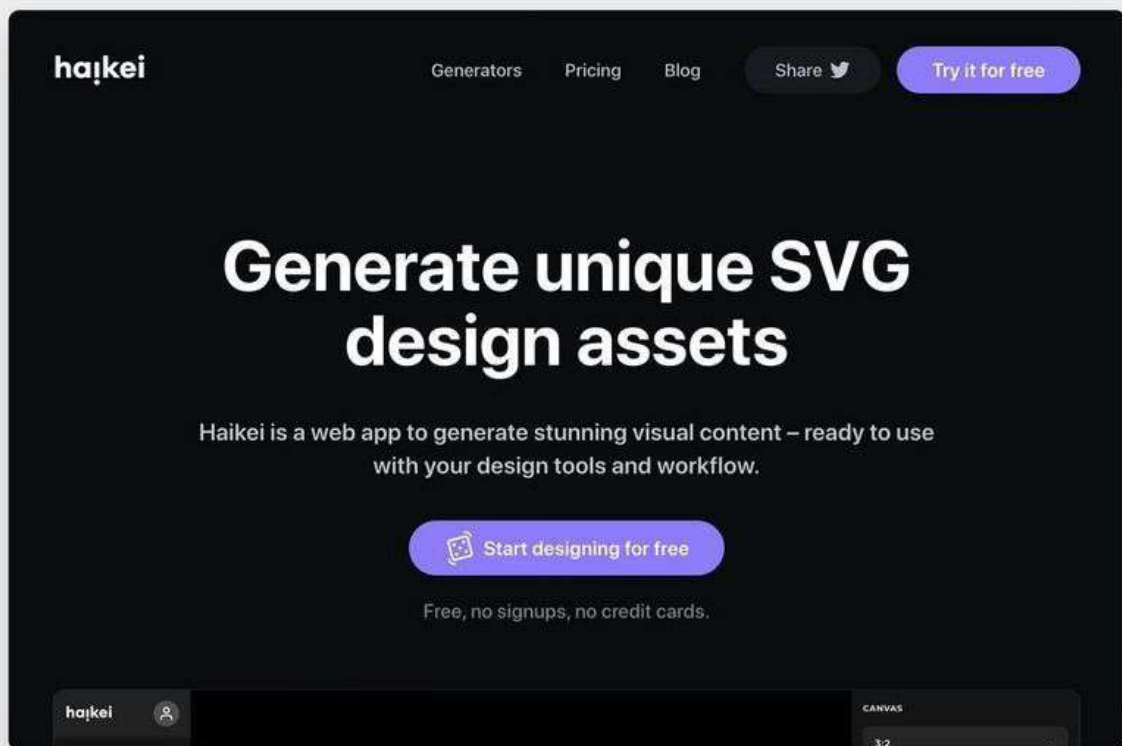 haikei
Generators Pricing Blog Share Try it for free
Generate unique SVG
design assets
Haikei is a web app to generate stunning visual content – ready to use
with your design tools and workflow.
Start designing for free
Free, no signups, no credit cards.
haikei CANVAS
3:2